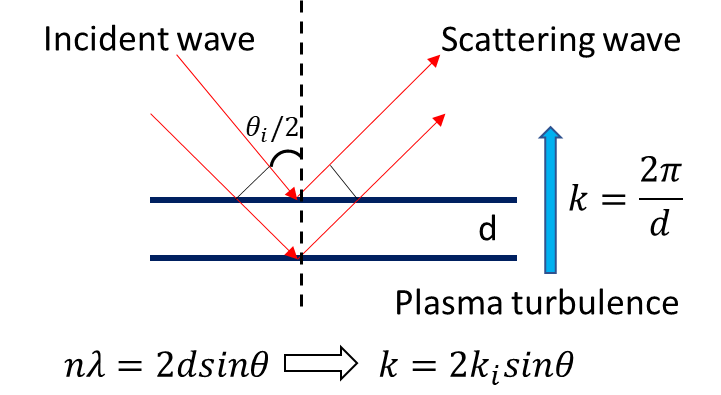 Incident wave
Scattering wave
θᵢ/2
k = 2π/d
d
Plasma turbulence
nλ = 2dsinθ ⇒ k = 2kᵢsinθ